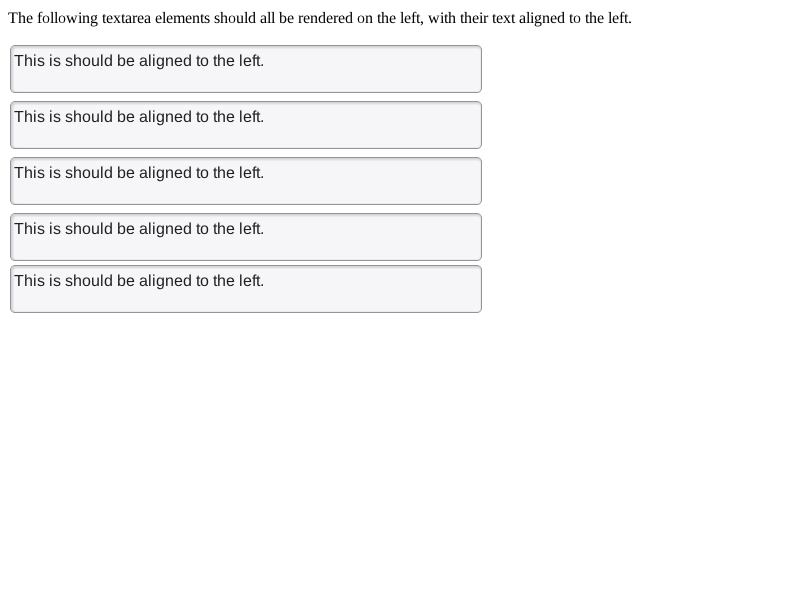 The following textarea elements should all be rendered on the left, with their text aligned to the left.
This is should be aligned to the left.
This is should be aligned to the left.
This is should be aligned to the left.
This is should be aligned to the left.
This is should be aligned to the left.